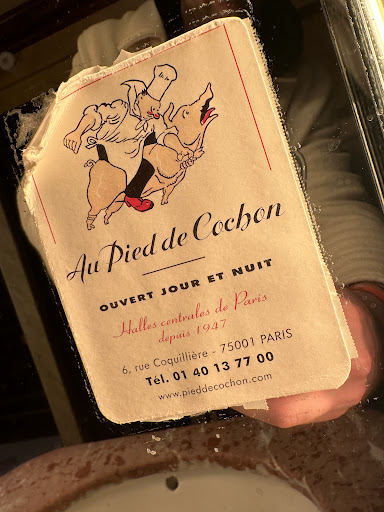 Au Pied de Cochon
OUVERT JOUR ET NUIT
Halles centrales de Paris
depuis 1947
6, rue Coquillière - 75001 PARIS
Tél. 01 40 13 77 00
www.pieddecochon.com